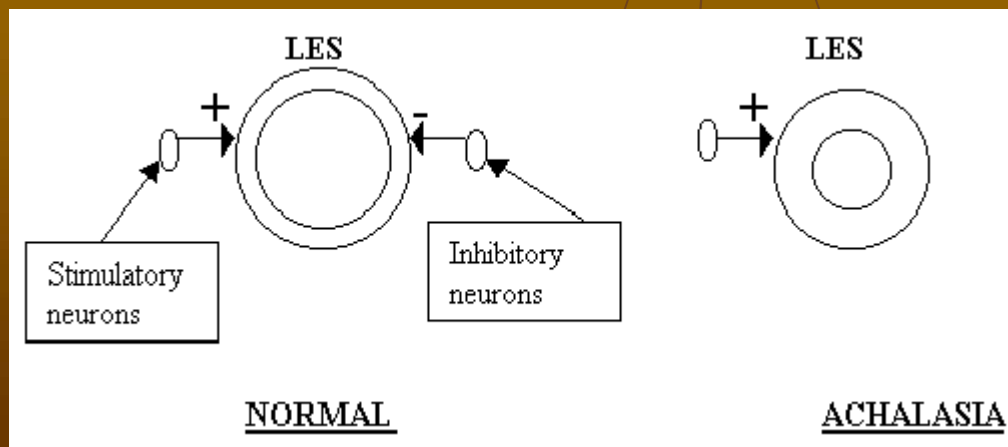 LES
+
-
Stimulatory
neurons
Inhibitory
neurons
NORMAL
LES
+
ACHALASIA